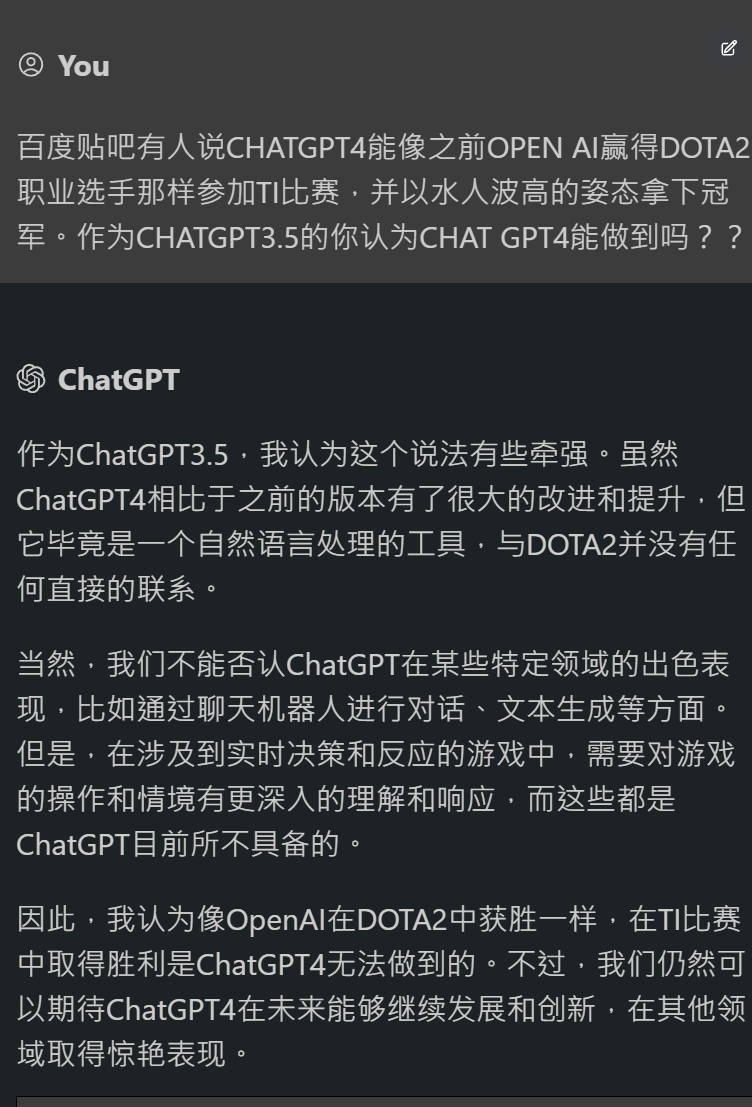 You
百度贴吧有人说CHATGPT4能像之前OPEN AI赢得DOTA2
职业选手那样参加TI比赛，并以水人波高的姿态拿下冠
军。作为CHATGPT3.5的你认为CHAT GPT4能做到吗？？
ChatGPT
作为ChatGPT3.5，我认为这个说法有些牵强。虽然
ChatGPT4相比于之前的版本有了很大的改进和提升，但
它毕竟是一个自然语言处理的工具，与DOTA2并没有任
何直接的联系。
当然，我们不能否认ChatGPT在某些特定领域的出色表
现，比如通过聊天机器人进行对话、文本生成等方面。
但是，在涉及到实时决策和反应的游戏中，需要对游戏
的操作和情境有更深入的理解和响应，而这些都是
ChatGPT目前所不具备的。
因此，我认为像OpenAI在DOTA2中获胜一样，在TI比赛
中取得胜利是ChatGPT4无法做到的。不过，我们仍然可
以期待ChatGPT4在未来能够继续发展和创新，在其他领
域取得惊艳表现。